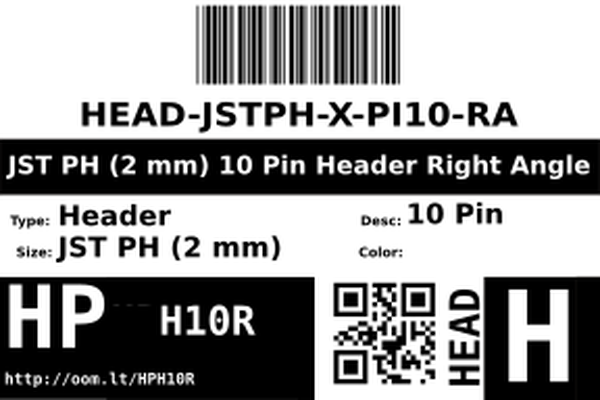 HEAD-JSTPH-X-PI10-RA
JST PH (2 mm) 10 Pin Header Right Angle
Type: Header
Desc: 10 Pin
Size: JST PH (2 mm)
Color:
HP H10R
http://oom.lt/HPH10R
HEAD
H